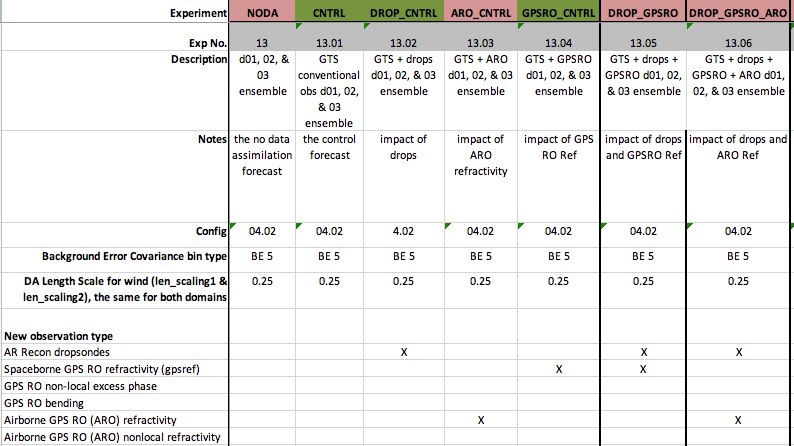 Experiment NODA CNTRL DROP_CNTRL ARO_CNTRL GPSRO_CNTRL DROP_GPSRO DROP_GPSRO_ARO
Exp No. 13 13.01 13.02 13.03 13.04 13.05 13.06
Description d01, 02, & GTS GTS + drops GTS + ARO GTS + GPSRO GTS + drops + GTS + drops +
03 conventional d01, 02, & 03 d01, 02, & 03 d01, 02, & 03 GPSRO d01, 02, GPSRO + ARO d01,
ensemble obs d01, 02, ensemble ensemble ensemble & 03 ensemble 02, & 03 ensemble
& 03
ensemble
Notes the no data the control impact of impact of impact of GPS impact of drops impact of drops and
assimilation forecast drops ARO RO Ref and GPSRO Ref ARO Ref
forecast refractivity
Config 04.02 04.02 4.02 04.02 04.02 04.02 04.02
Background Error Covariance bin type BE 5 BE 5 BE 5 BE 5 BE 5 BE 5 BE 5
DA Length Scale for wind (len_scaling1 & 0.25 0.25 0.25 0.25 0.25 0.25 0.25
len_scaling2), the same for both domains
New observation type
AR Recon dropsondes X X X
Spaceborne GPS RO refractivity (gpsref) X X
GPS RO non-local excess phase
GPS RO bending
Airborne GPS RO (ARO) refractivity X X
Airborne GPS RO (ARO) nonlocal refractivity